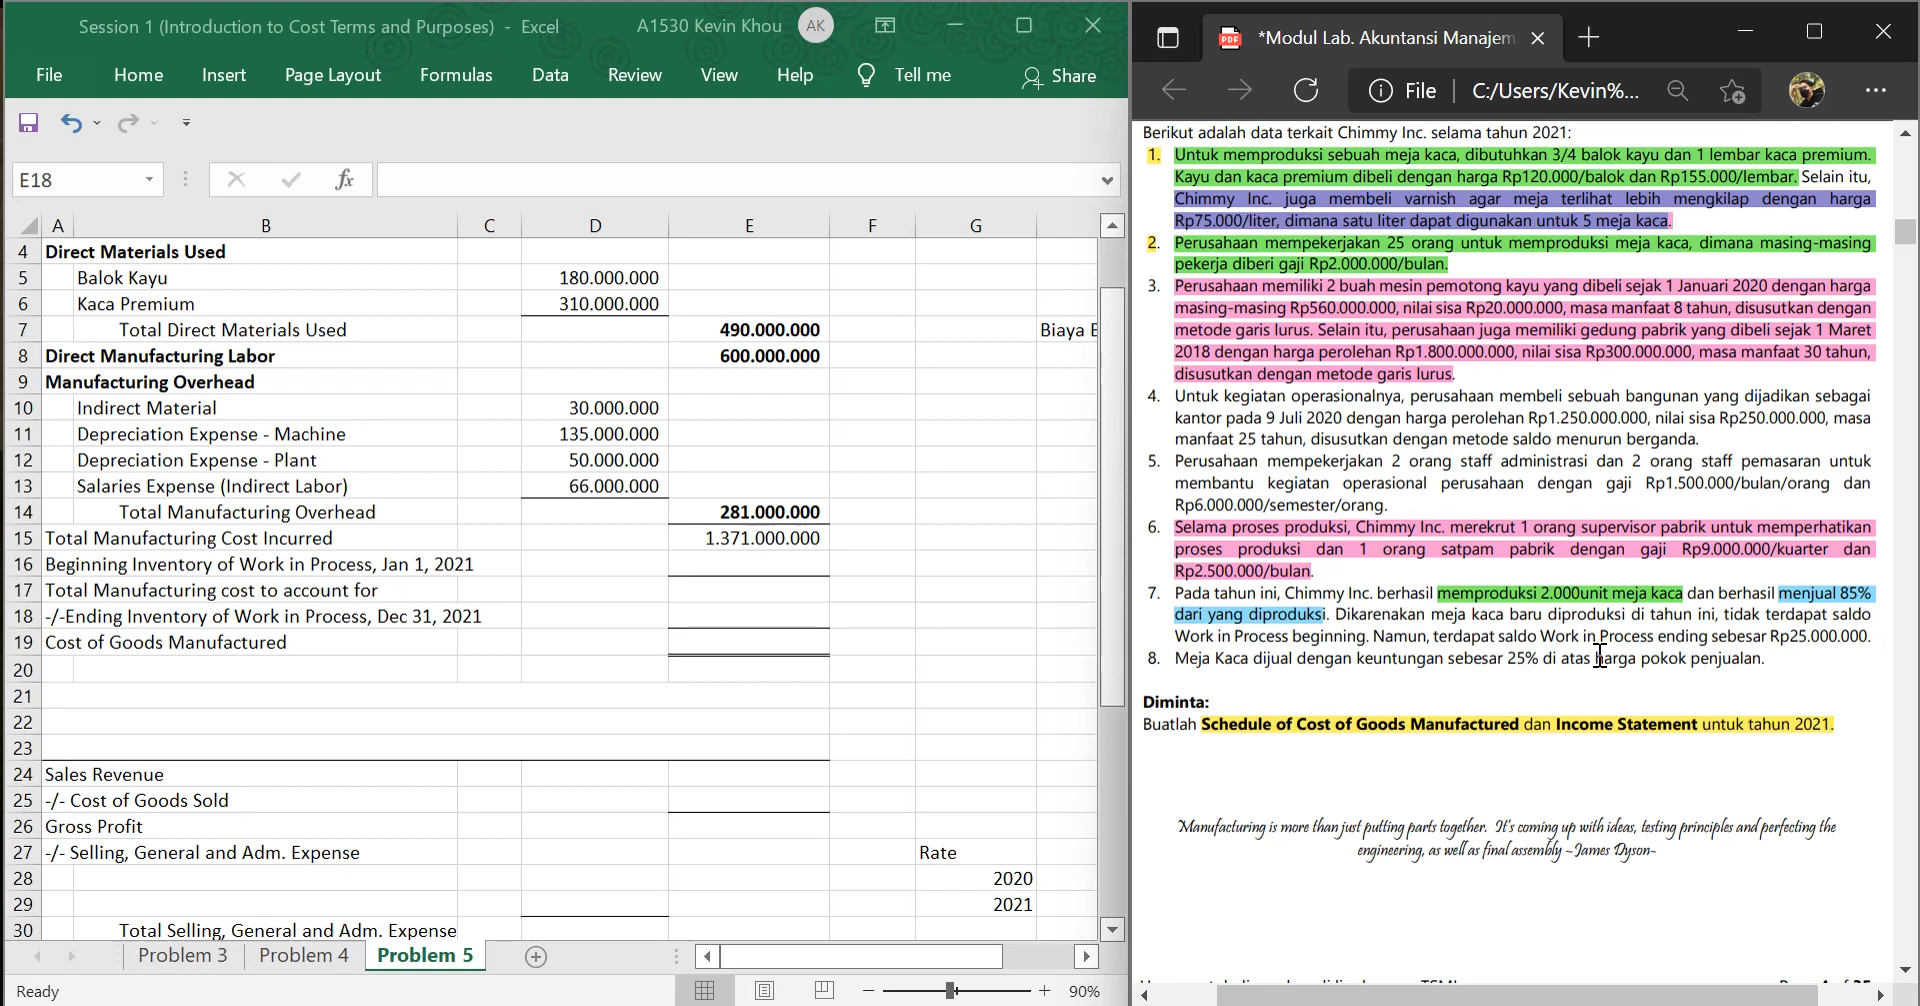 Session 1 (Introduction to Cost Terms and Purposes) - Excel
A1530 Kevin Khou
AK
File Home Insert Page Layout Formulas Data Review View Help Tell me Share
E18
fx
A B C D E F G
4 Direct Materials Used
5 Balok Kayu 180.000.000
6 Kaca Premium 310.000.000
7 Total Direct Materials Used 490.000.000 Biaya
8 Direct Manufacturing Labor 600.000.000
9 Manufacturing Overhead
10 Indirect Material 30.000.000
11 Depreciation Expense - Machine 135.000.000
12 Depreciation Expense - Plant 50.000.000
13 Salaries Expense (Indirect Labor) 66.000.000
14 Total Manufacturing Overhead 281.000.000
15 Total Manufacturing Cost Incurred 1.371.000.000
16 Beginning Inventory of Work in Process, Jan 1, 2021
17 Total Manufacturing cost to account for
18 -/-Ending Inventory of Work in Process, Dec 31, 2021
19 Cost of Goods Manufactured
20
21
22
23
24 Sales Revenue
25 -/- Cost of Goods Sold
26 Gross Profit
27 -/- Selling, General and Adm. Expense Rate
28 2020
29 2021
30 Total Selling, General and Adm. Expense
Problem 3 Problem 4 Problem 5
Ready
90%
PDF
*Modul Lab. Akuntansi Manajem
File C:/Users/Kevin%...
Berikut adalah data terkait Chimmy Inc. selama tahun 2021:
1. Untuk memproduksi sebuah meja kaca, dibutuhkan 3/4 balok kayu dan 1 lembar kaca premium.
Kayu dan kaca premium dibeli dengan harga Rp120.000/balok dan Rp155.000/lembar. Selain itu,
Chimmy Inc. juga membeli varnish agar meja terlihat lebih mengkilap dengan harga
Rp75.000/liter, dimana satu liter dapat digunakan untuk 5 meja kaca.
2. Perusahaan mempekerjakan 25 orang untuk memproduksi meja kaca, dimana masing-masing
pekerja diberi gaji Rp2.000.000/bulan.
3. Perusahaan memiliki 2 buah mesin pemotong kayu yang dibeli sejak 1 Januari 2020 dengan harga
masing-masing Rp560.000.000, nilai sisa Rp20.000.000, masa manfaat 8 tahun, disusutkan dengan
metode garis lurus. Selain itu, perusahaan juga memiliki gedung pabrik yang dibeli sejak 1 Maret
2018 dengan harga perolehan Rp1.800.000.000, nilai sisa Rp300.000.000, masa manfaat 30 tahun,
disusutkan dengan metode garis lurus.
4. Untuk kegiatan operasionalnya, perusahaan membeli sebuah bangunan yang dijadikan sebagai
kantor pada 9 Juli 2020 dengan harga perolehan Rp1.250.000.000, nilai sisa Rp250.000.000, masa
manfaat 25 tahun, disusutkan dengan metode saldo menurun berganda.
5. Perusahaan mempekerjakan 2 orang staff administrasi dan 2 orang staff pemasaran untuk
membantu kegiatan operasional perusahaan dengan gaji Rp1.500.000/bulan/orang dan
Rp6.000.000/semester/orang.
6. Selama proses produksi, Chimmy Inc. merekrut 1 orang supervisor pabrik untuk memperhatikan
proses produksi dan 1 orang satpam pabrik dengan gaji Rp9.000.000/kuarter dan
Rp2.500.000/bulan.
7. Pada tahun ini, Chimmy Inc. berhasil memproduksi 2.000unit meja kaca dan berhasil menjual 85%
dari yang diproduksi. Dikarenakan meja kaca baru diproduksi di tahun ini, tidak terdapat saldo
Work in Process beginning. Namun, terdapat saldo Work in Process ending sebesar Rp25.000.000.
8. Meja Kaca dijual dengan keuntungan sebesar 25% di atas harga pokok penjualan.
Diminta:
Buatlah Schedule of Cost of Goods Manufactured dan Income Statement untuk tahun 2021.
Manufacturing is more than just putting parts together. It's coming up with ideas, testing principles and perfecting the
engineering, as well as final assembly ~James Dyson~